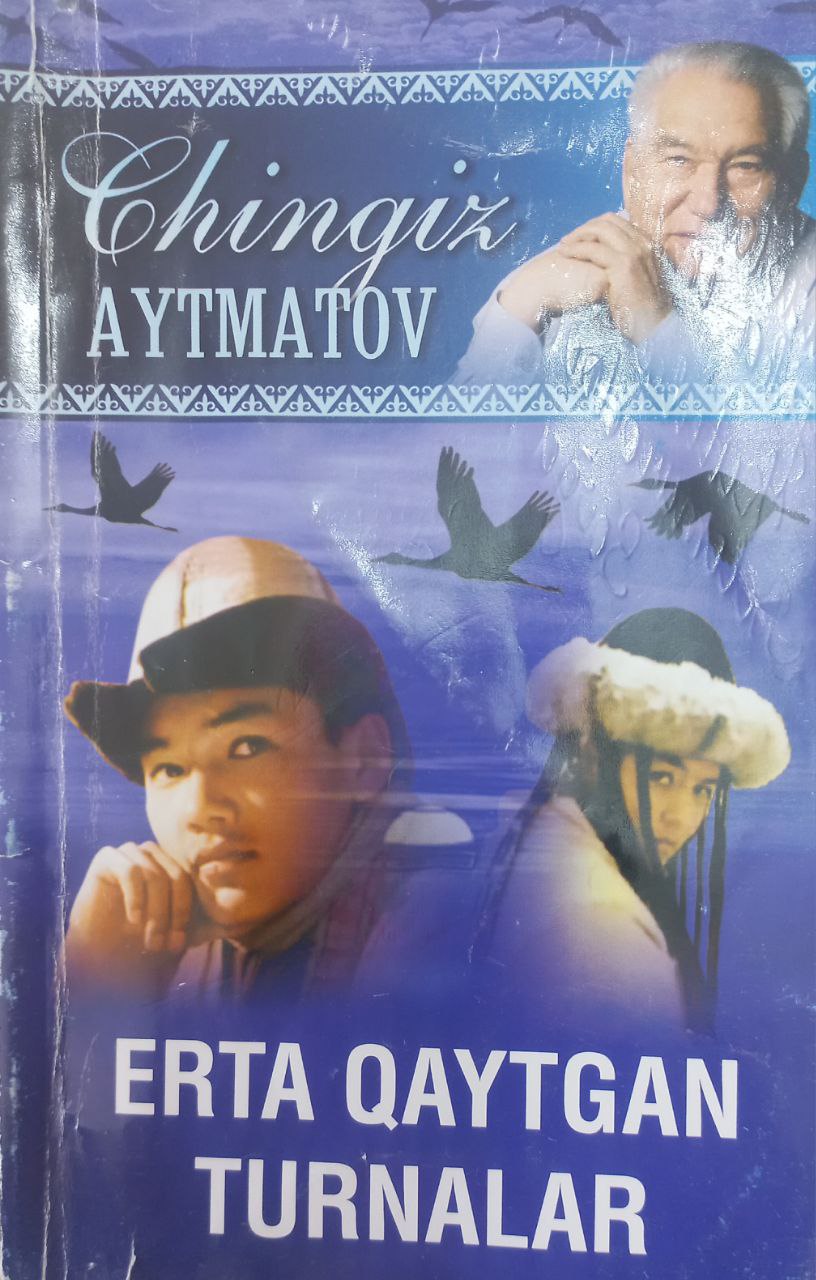 Chingiz
AYTMATOV
ERTA QAYTGAN
TURNALAR